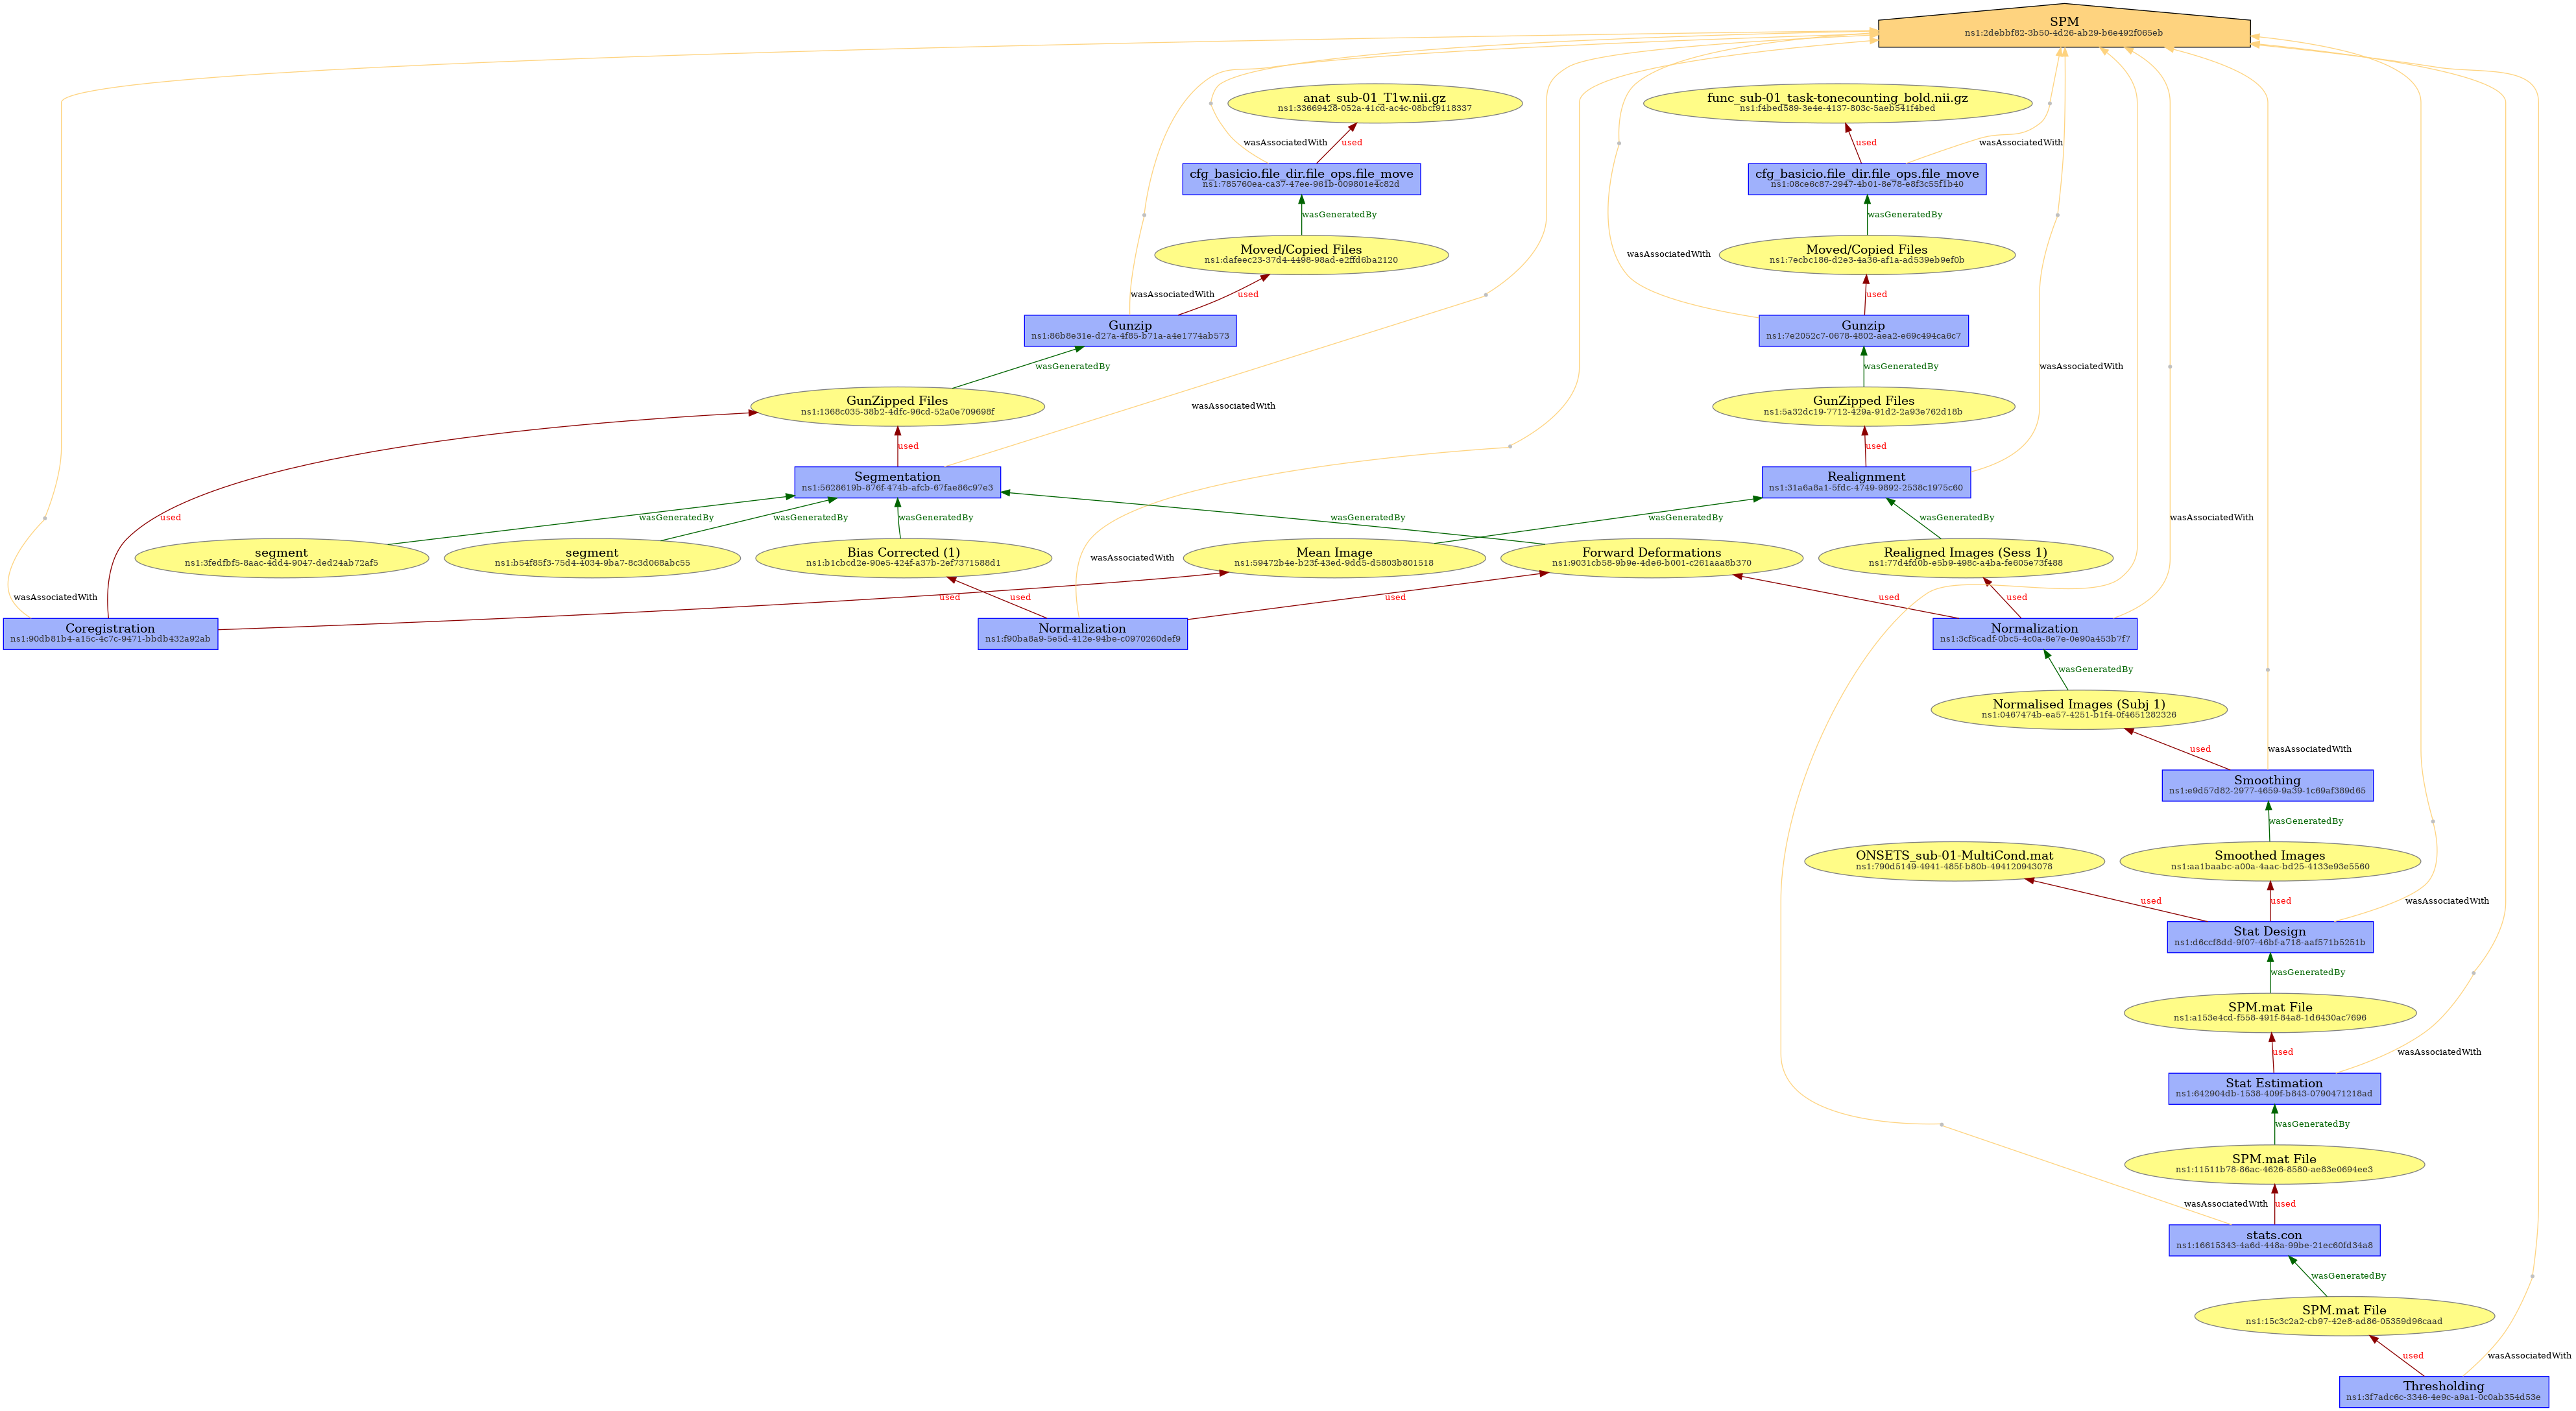 SPM
ns1:2debbf82-3b50-4d26-ab29-b6e492f065eb
anat_sub-01_T1w.nii.gz
ns1:33669428-052a-41cd-ac4c-08bcf9118337
func_sub-01_task-tonecounting_bold.nii.gz
ns1:f4bed589-3e4e-4137-803c-5aeb541f4bed
wasAssociatedWith
used
used
wasAssociatedWith
cfg_basicio.file_dir.file_ops.file_move
ns1:785760ea-ca37-47ee-961b-009801e4c82d
cfg_basicio.file_dir.file_ops.file_move
ns1:08ce6c87-2947-4b01-8e78-e8f3c55f1b40
wasGeneratedBy
wasGeneratedBy
Moved/Copied Files
ns1:dafeec23-37d4-4498-98ad-e2ffd6ba2120
Moved/Copied Files
ns1:7ecbc186-d2e3-4a36-af1a-ad539eb9ef0b
wasAssociatedWith
wasAssociatedWith
used
used
Gunzip
ns1:86b8e31e-d27a-4f85-b71a-a4e1774ab573
Gunzip
ns1:7e2052c7-0678-4802-aea2-e69c494ca6c7
wasGeneratedBy
wasGeneratedBy
wasAssociatedWith
GunZipped Files
ns1:1368c035-38b2-4dfc-96cd-52a0e709698f
wasAssociatedWith
GunZipped Files
ns1:5a32dc19-7712-429a-91d2-2a93e762d18b
used
used
Segmentation
ns1:5628619b-876f-474b-afcb-67fae86c97e3
Realignment
ns1:31a6a8a1-5fdc-4749-9892-2538c1975c60
used
wasGeneratedBy
wasGeneratedBy
wasGeneratedBy
wasGeneratedBy
wasGeneratedBy
wasGeneratedBy
wasAssociatedWith
segment
ns1:3fedfbf5-8aac-4dd4-9047-ded24ab72af5
segment
ns1:b54f85f3-75d4-4034-9ba7-8c3d068abc55
Bias Corrected (1)
ns1:b1cbcd2e-90e5-424f-a37b-2ef7371588d1
wasAssociatedWith
Mean Image
ns1:59472b4e-b23f-43ed-9dd5-d5803b801518
Forward Deformations
ns1:9031cb58-9b9e-4de6-b001-c261aaa8b370
Realigned Images (Sess 1)
ns1:77d4fd0b-e5b9-498c-a4ba-fe605e73f488
wasAssociatedWith
used
used
used
used
used
Coregistration
ns1:90db81b4-a15c-4c7c-9471-bbdb432a92ab
Normalization
ns1:f90ba8a9-5e5d-412e-94be-c0970260def9
Normalization
ns1:3cf5cadf-0bc5-4c0a-8e7e-0e90a453b7f7
wasGeneratedBy
Normalised Images (Subj 1)
ns1:0467474b-ea57-4251-b1f4-0f4651282326
used
wasAssociatedWith
Smoothing
ns1:e9d57d82-2977-4659-9a39-1c69af389d65
wasGeneratedBy
ONSETS_sub-01-MultiCond.mat
ns1:790d5149-4941-485f-b80b-494120943078
Smoothed Images
ns1:aa1baabc-a00a-4aac-bd25-4133e93e5560
used
used
wasAssociatedWith
Stat Design
ns1:d6ccf8dd-9f07-46bf-a718-aaf571b5251b
wasGeneratedBy
SPM.mat File
ns1:a153e4cd-f558-491f-84a8-1d6430ac7696
used
wasAssociatedWith
Stat Estimation
ns1:642904db-1538-409f-b843-0790471218ad
wasGeneratedBy
SPM.mat File
ns1:11511b78-86ac-4626-8580-ae83e0694ee3
wasAssociatedWith
used
stats.con
ns1:16615343-4a6d-448a-99be-21ec60fd34a8
wasGeneratedBy
SPM.mat File
ns1:15c3c2a2-cb97-42e8-ad86-05359d96caad
used
wasAssociatedWith
Thresholding
ns1:3f7adc6c-3346-4e9c-a9a1-0c0ab354d53e